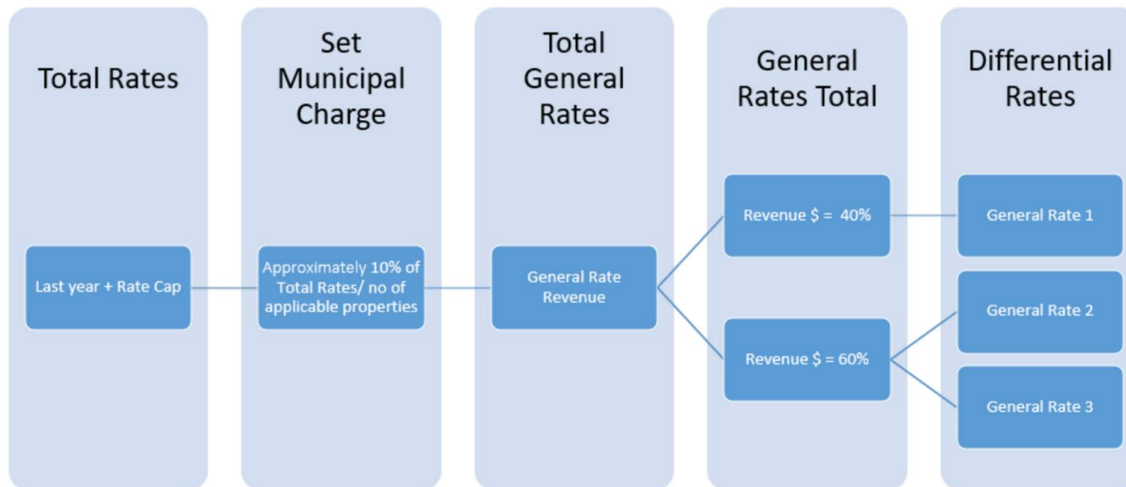 Total Rates
Set
Municipal
Charge
Total
General
Rates
General
Rates Total
Differential
Rates
Last year + Rate Cap
Approximately 10% of
Total Rates/ no of
applicable properties
General Rate
Revenue
Revenue $ = 40%
Revenue $ = 60%
General Rate 1
General Rate 2
General Rate 3